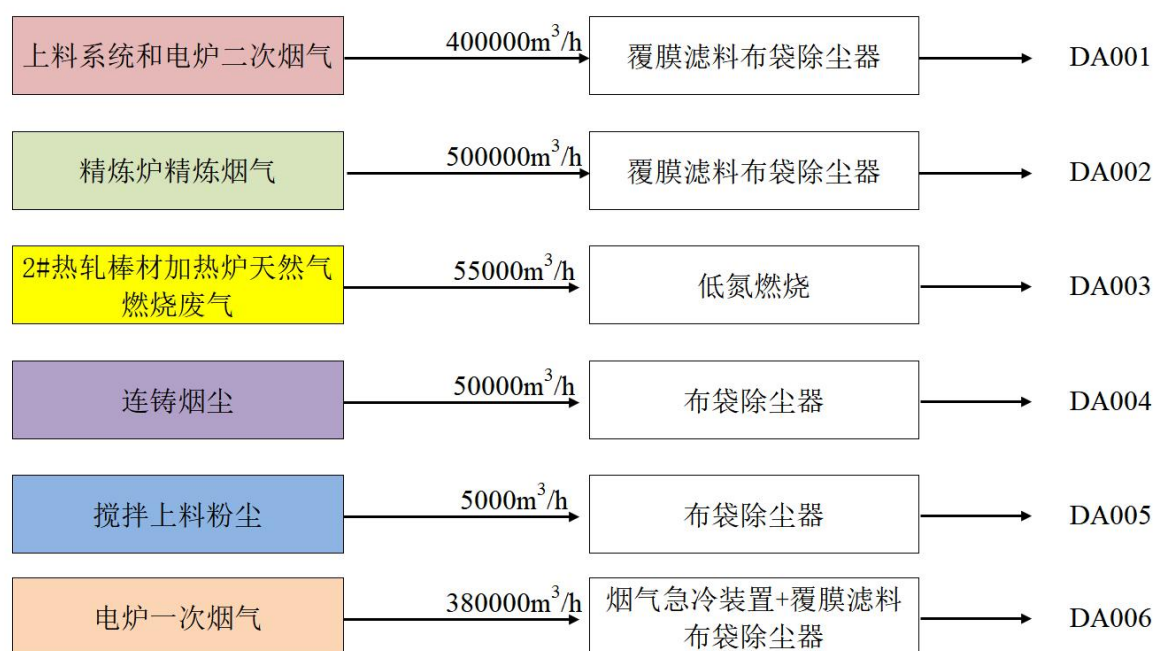 上料系统和电炉二次烟气 400000m³/h 覆膜滤料布袋除尘器 DA001
精炼炉精炼烟气 500000m³/h 覆膜滤料布袋除尘器 DA002
2#热轧棒材加热炉天然气
燃烧废气
55000m³/h
低氮燃烧
DA003
连铸烟尘 50000m³/h 布袋除尘器 DA004
搅拌上料粉尘 5000m³/h 布袋除尘器 DA005
电炉一次烟气
380000m³/h
烟气急冷装置+覆膜滤料
布袋除尘器
DA006